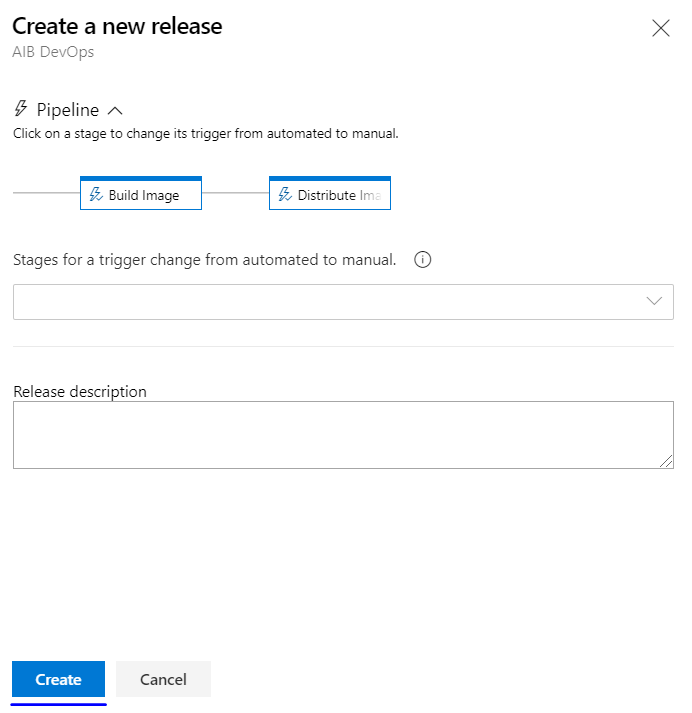 Create a new release
AIB DevOps
Pipeline
Click on a stage to change its trigger from automated to manual.
Build Image
Distribute Ima
Stages for a trigger change from automated to manual.
Release description
Create
Cancel